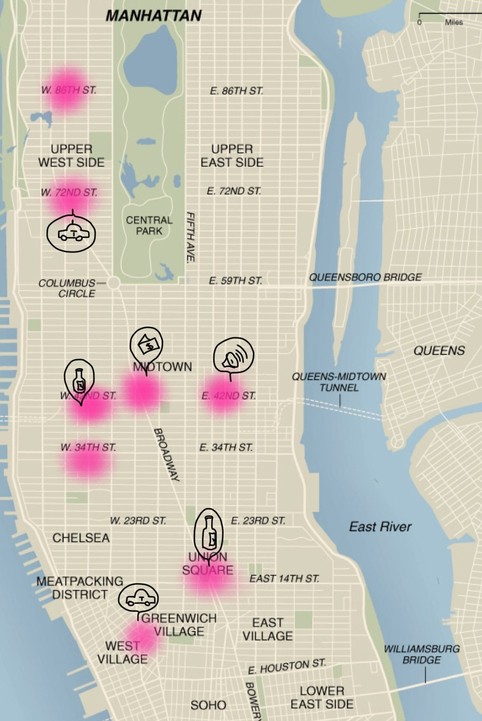 MANHATTAN
0 Miles
W. 86TH ST.
E. 86TH ST.
UPPER
WEST SIDE
UPPER
EAST SIDE
W. 72ND ST.
E. 72ND ST.
CENTRAL
PARK
FIFTH AVE.
COLUMBUS
CIRCLE
E. 59TH ST.
QUEENSBORO BRIDGE
MIDTOWN
QUEENS
QUEENS-MIDTOWN
TUNNEL
W. 42ND ST.
E. 42ND ST.
BROADWAY
W. 34TH ST.
E. 34TH ST.
W. 23RD ST.
E. 23RD ST.
East River
CHELSEA
UNION
SQUARE
EAST 14TH ST.
MEATPACKING
DISTRICT
GREENWICH
VILLAGE
EAST
VILLAGE
WEST
VILLAGE
WILLIAMSBURG
BRIDGE
E. HOUSTON ST.
SOHO
BOWERY
LOWER
EAST SIDE